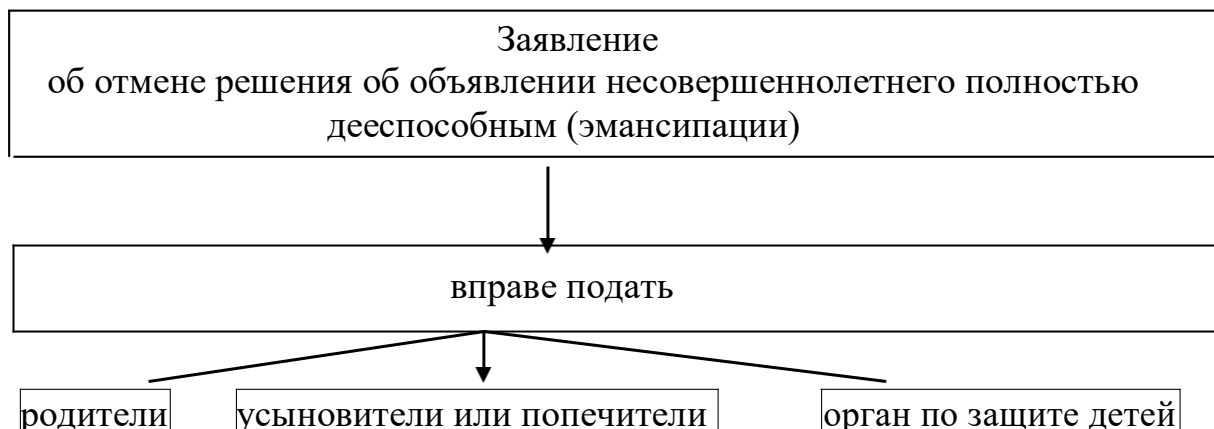 Заявление
об отмене решения об объявлении несовершеннолетнего полностью
дееспособным (эмансипации)
вправе подать
родители
усыновители или попечители
орган по защите детей